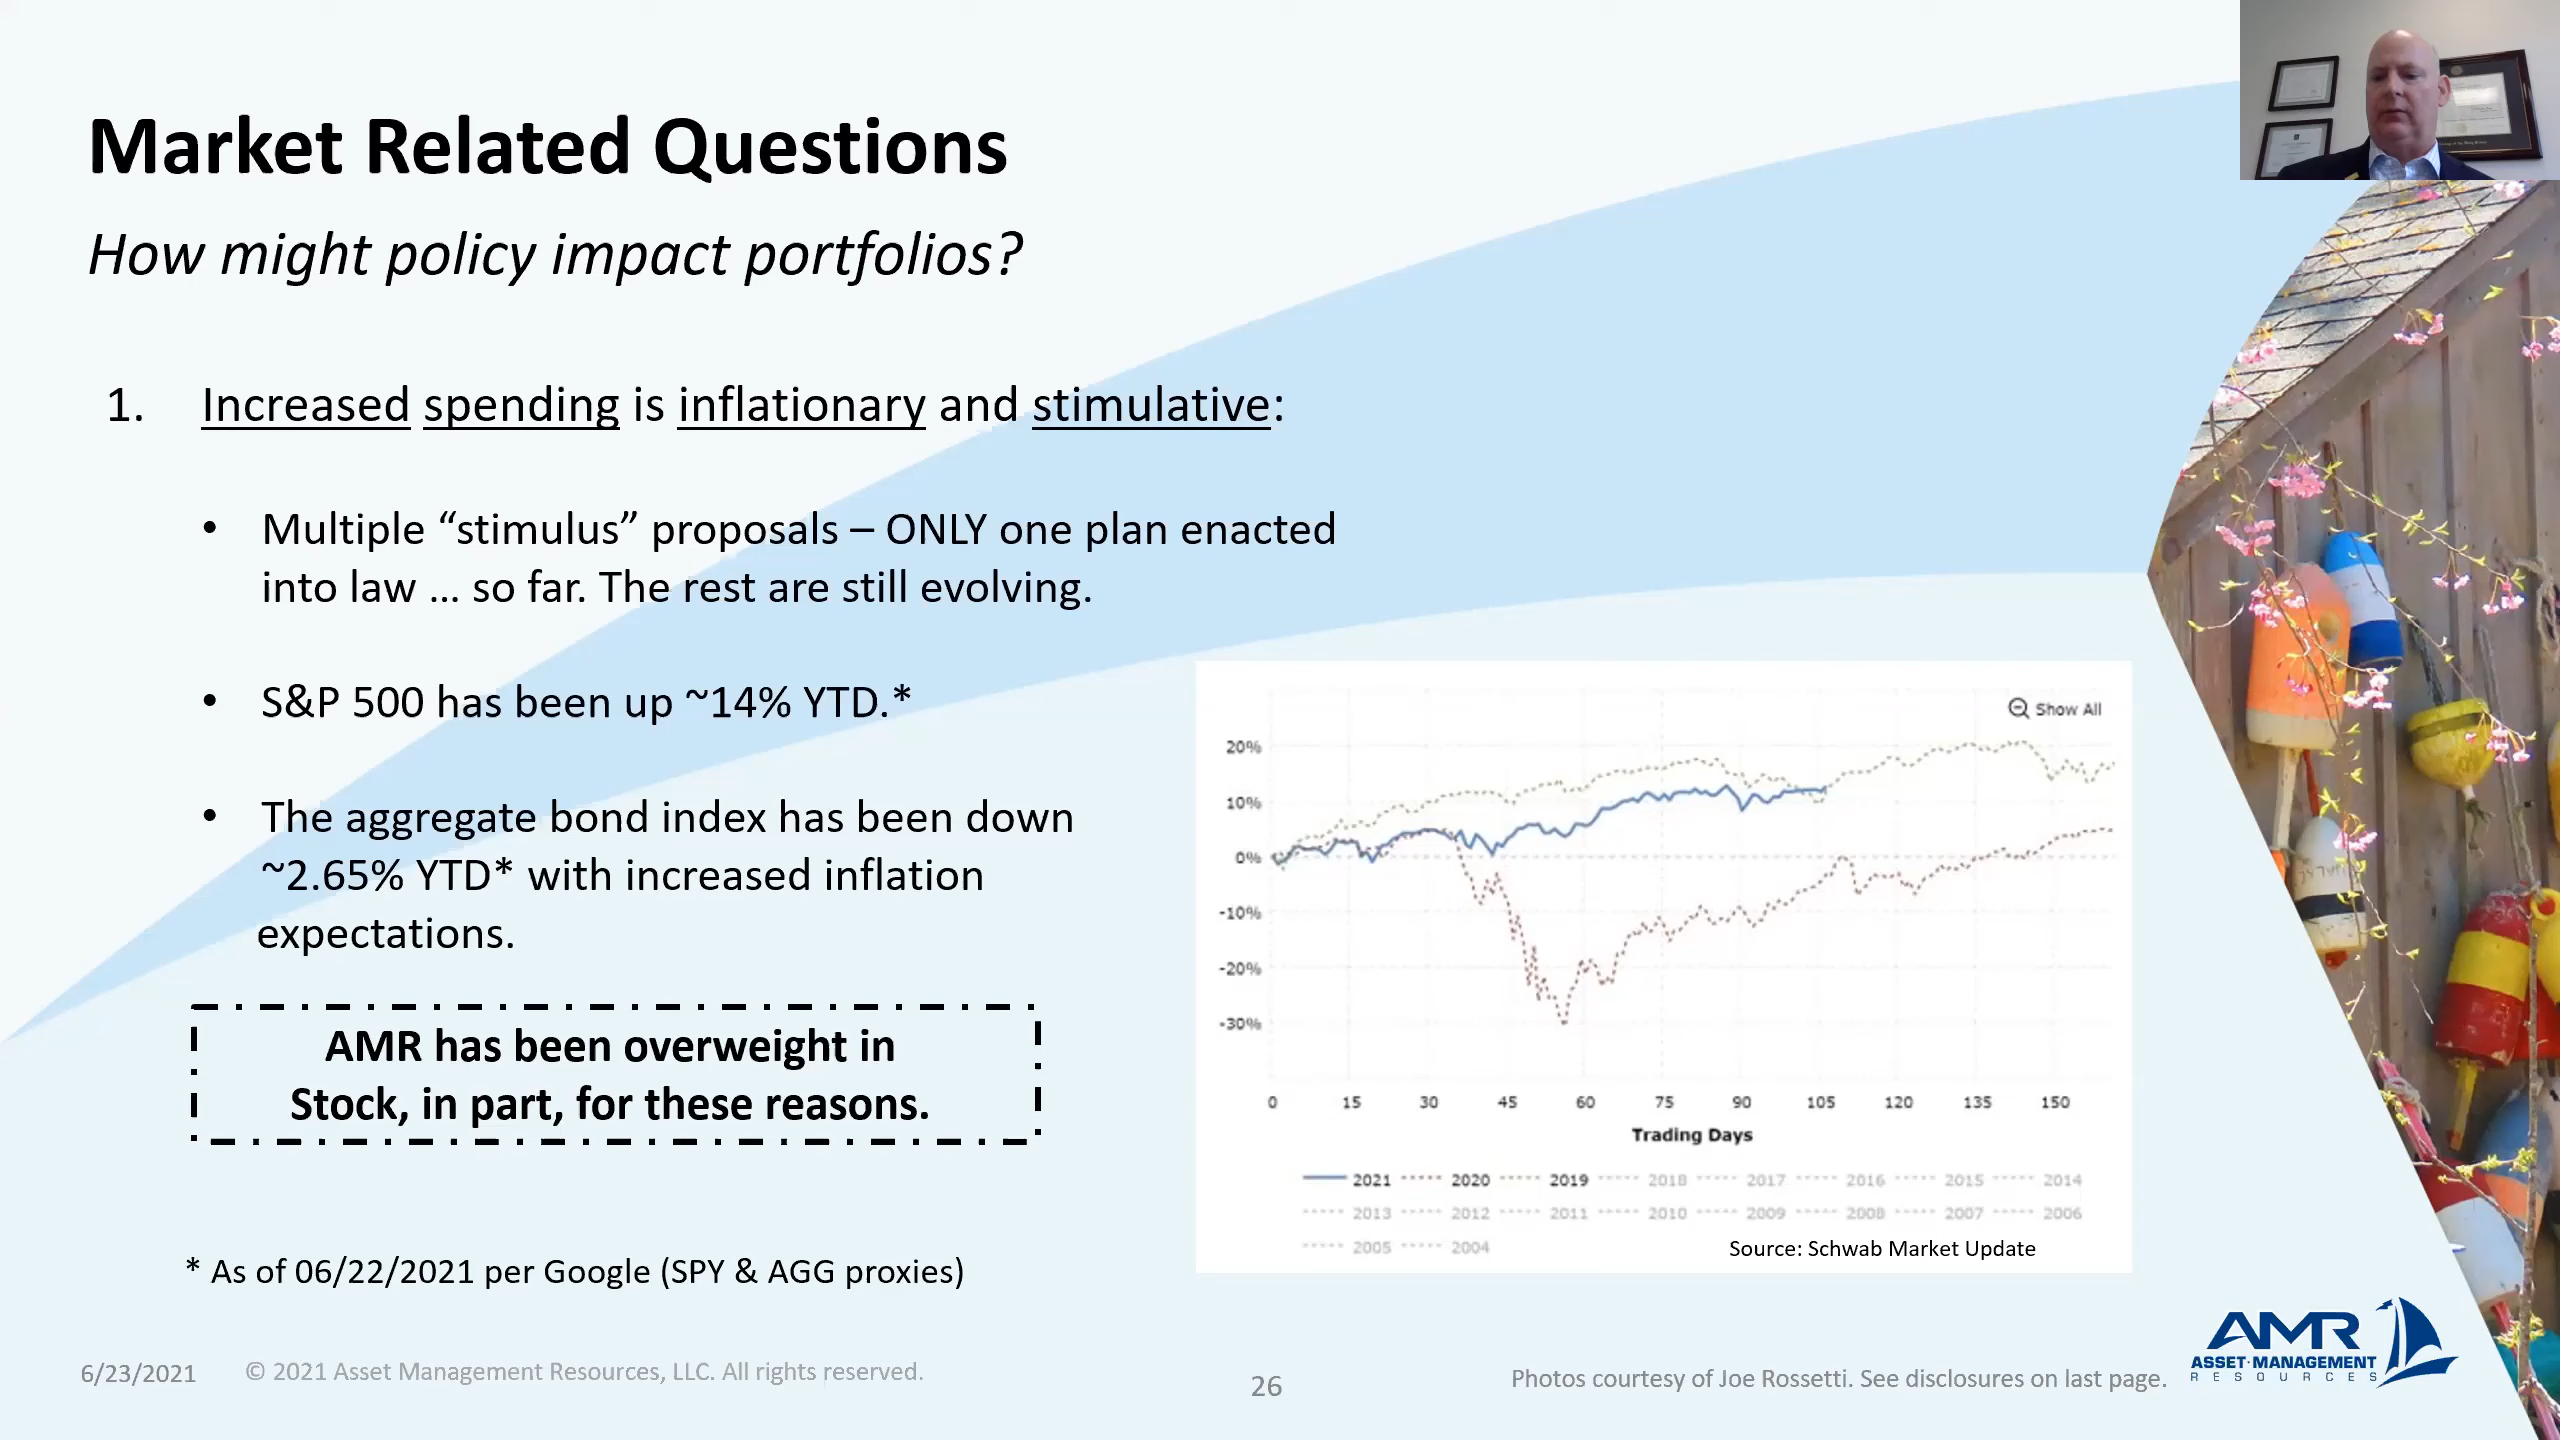 Market Related Questions
How might policy impact portfolios?
1. Increased spending is inflationary and stimulative:
• Multiple “stimulus” proposals – ONLY one plan enacted
into law … so far. The rest are still evolving.
• S&P 500 has been up ~14% YTD.*
• The aggregate bond index has been down
~2.65% YTD* with increased inflation
expectations.
AMR has been overweight in
Stock, in part, for these reasons.
* As of 06/22/2021 per Google (SPY & AGG proxies)
Show All
20%
10%
0%
-10%
-20%
-30%
0 15 30 45 60 75 90 105 120 135 150
Trading Days
2021 2020 2019 2018 2017 2016 2015 2014
2013 2012 2011 2010 2009 2008 2007 2006
2005 2004
Source: Schwab Market Update
6/23/2021
© 2021 Asset Management Resources, LLC. All rights reserved.
26
Photos courtesy of Joe Rossetti. See disclosures on last page.
AMR
ASSET·MANAGEMENT
RESOURCES